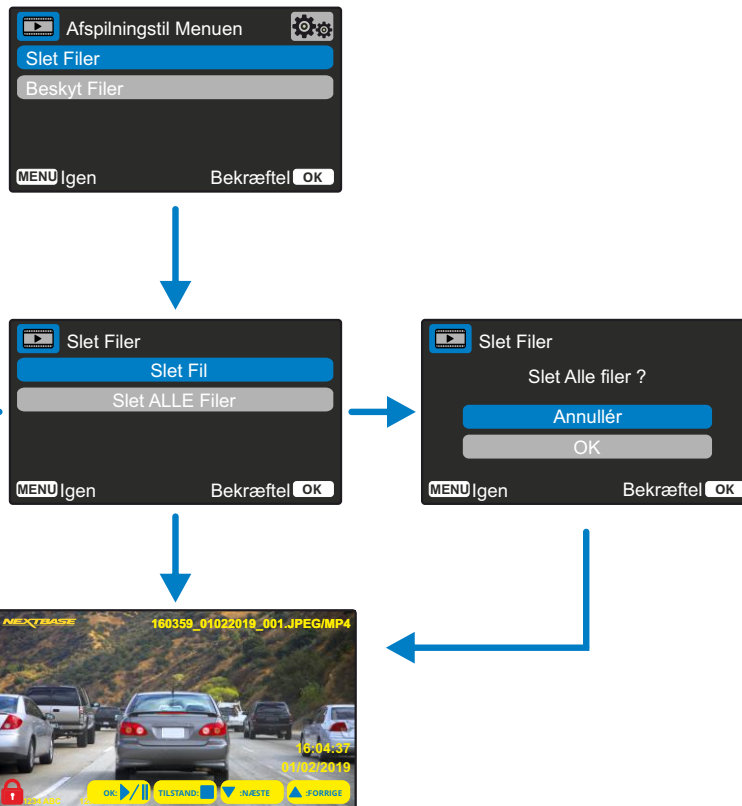 Afspilningstil Menuen
Slet Filer
Beskyt Filer
MENU Igen Bekræftel OK
Slet Filer
Slet Fil
Slet ALLE Filer
MENU Igen Bekræftel OK
Slet Filer
Slet Alle filer ?
Annullér
OK
MENU Igen Bekræftel OK
NEXTBASE 160359_01022019_001.JPEG/MP4
16:04:37
01/02/2019
OK: TILSTAND: :NÆSTE :FORRIGE